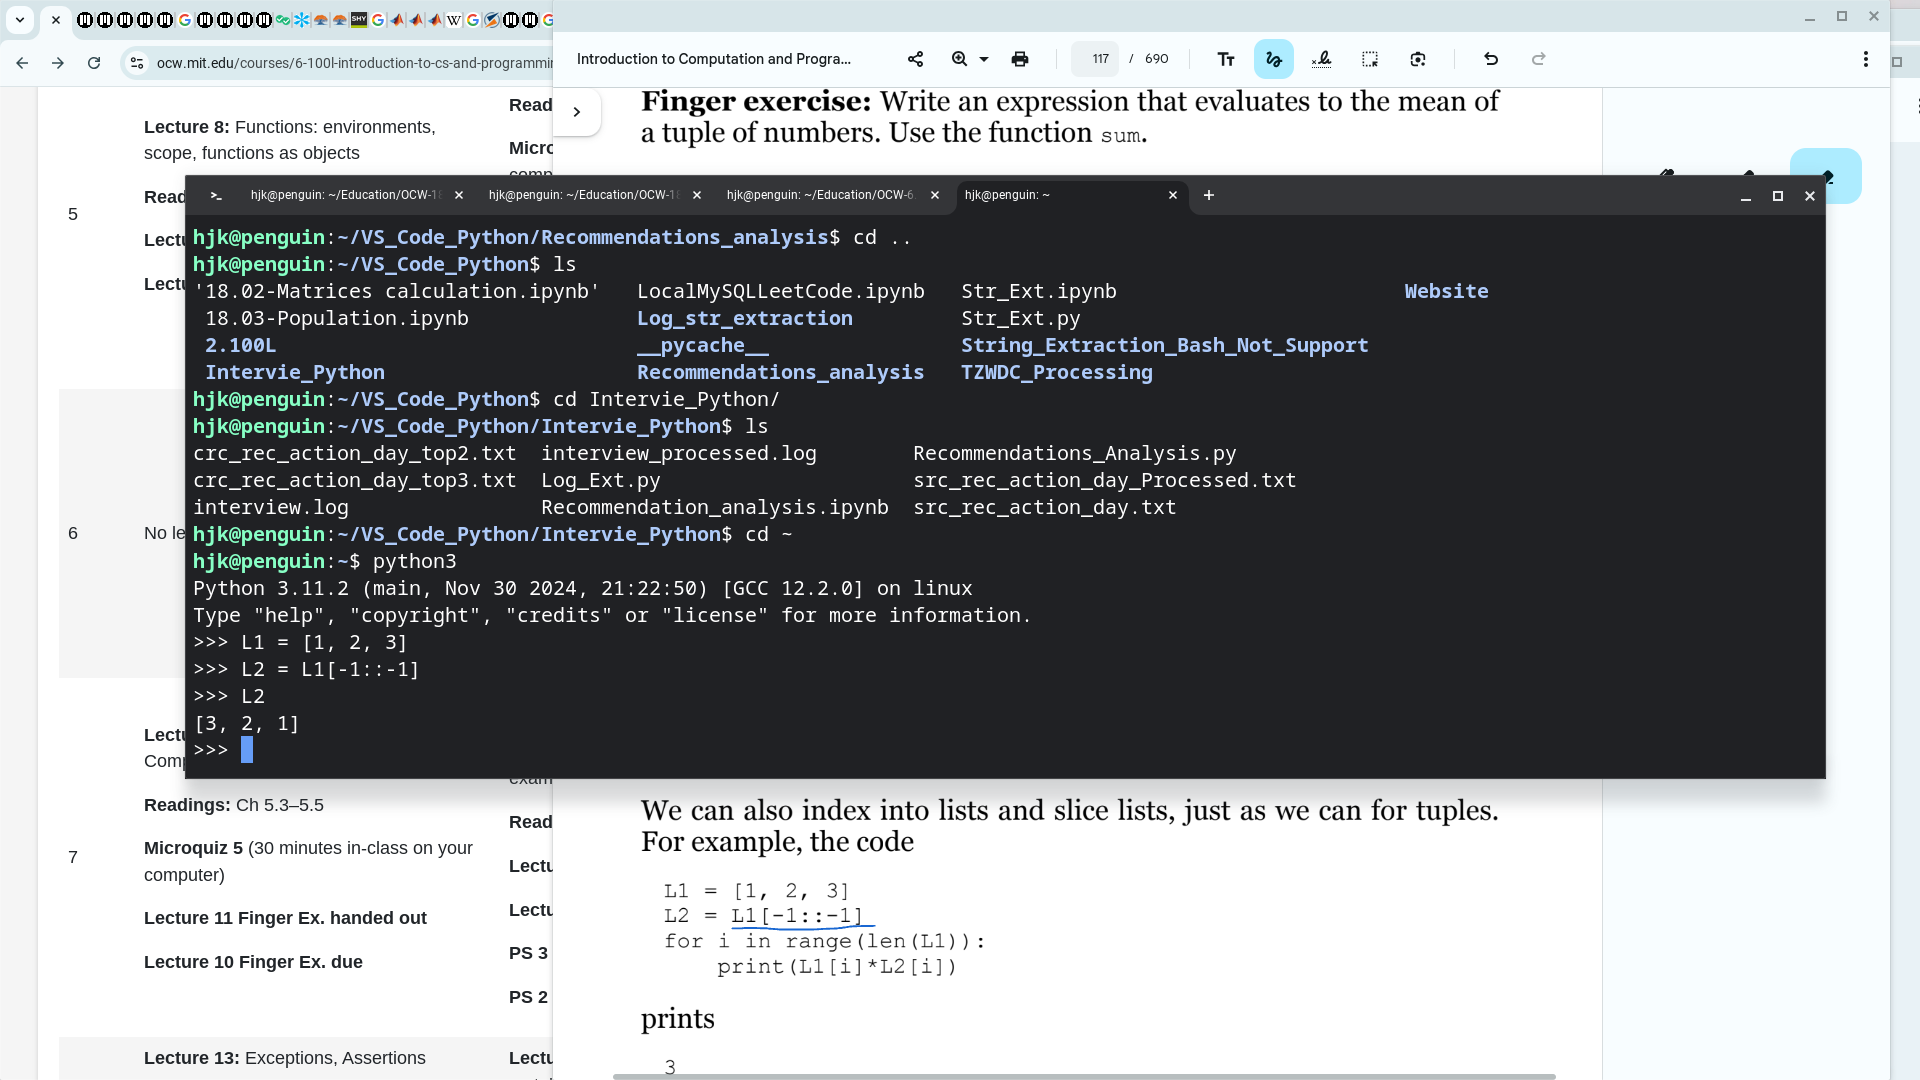 SHY
W
ocw.mit.edu/courses/6-100l-introduction-to-cs-and-programmin
Introduction to Computation and Progra...
117 / 690
Tт
Read
Lecture 8: Functions: environments,
scope, functions as objects
Micro
5
Read
Lectu
Lectu
Finger exercise: Write an expression that evaluates to the mean of
a tuple of numbers. Use the function sum.
hjk@penguin: ~/Education/OCW-18
hjk@penguin: ~/Education/OCW-18
hjk@penguin: ~/Education/OCW-6.
hjk@penguin: ~
hjk@penguin:~/VS_Code_Python/Recommendations_analysis$ cd ..
hjk@penguin:~/VS_Code_Python$ ls
'18.02-Matrices calculation.ipynb' LocalMySQLLeetCode.ipynb Str_Ext.ipynb Website
18.03-Population.ipynb Log_str_extraction Str_Ext.py
2.100L __pycache__ String_Extraction_Bash_Not_Support
Intervie_Python Recommendations_analysis TZWDC_Processing
hjk@penguin:~/VS_Code_Python$ cd Intervie_Python/
hjk@penguin:~/VS_Code_Python/Intervie_Python$ ls
crc_rec_action_day_top2.txt interview_processed.log Recommendations_Analysis.py
crc_rec_action_day_top3.txt Log_Ext.py src_rec_action_day_Processed.txt
interview.log Recommendation_analysis.ipynb src_rec_action_day.txt
hjk@penguin:~/VS_Code_Python/Intervie_Python$ cd ~
hjk@penguin:~$ python3
Python 3.11.2 (main, Nov 30 2024, 21:22:50) [GCC 12.2.0] on linux
Type "help", "copyright", "credits" or "license" for more information.
>>> L1 = [1, 2, 3]
>>> L2 = L1[-1::-1]
>>> L2
[3, 2, 1]
>>>
6
No le
Lectu
Comp
exam
Readings: Ch 5.3–5.5
Read
7
Microquiz 5 (30 minutes in-class on your
computer)
Lectu
Lecture 11 Finger Ex. handed out
Lectu
Lecture 10 Finger Ex. due
PS 3
PS 2
Lecture 13: Exceptions, Assertions
Lectu
We can also index into lists and slice lists, just as we can for tuples.
For example, the code
L1 = [1, 2, 3]
L2 = L1[-1::-1]
for i in range(len(L1)):
print(L1[i]*L2[i])
prints
3